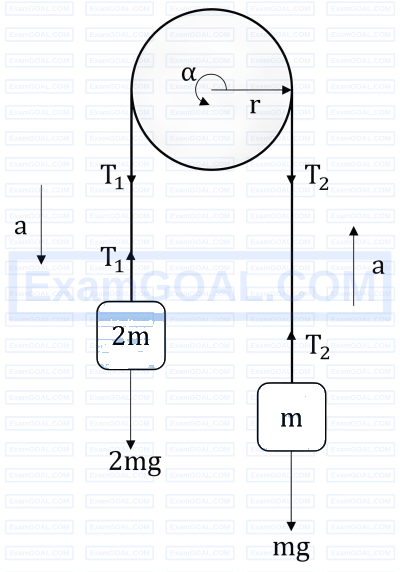 α
r
T₁ T₂
a
T₁ a
ExamGOAL.COM
2m T₂
m
2mg
mg